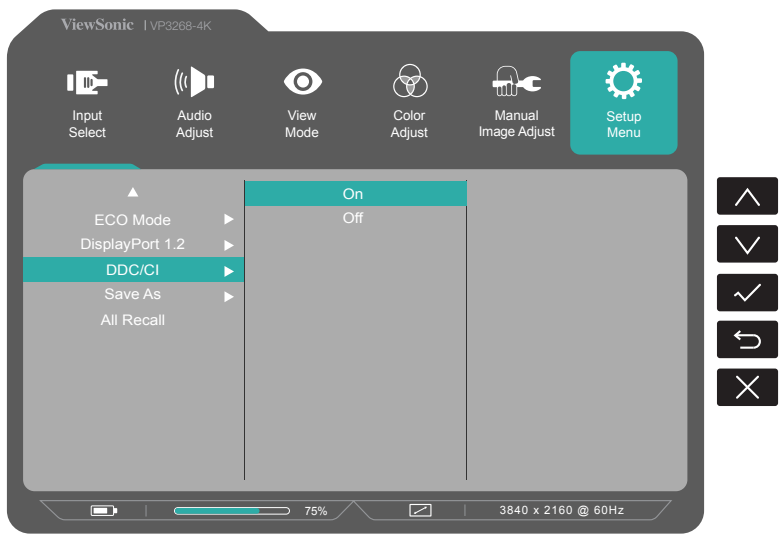 ViewSonic | VP3268-4K
Input Select
Audio Adjust
View Mode
Color Adjust
Manual Image Adjust
Setup Menu
ECO Mode
DisplayPort 1.2
DDC/CI
Save As
All Recall
On
Off
75%
3840 x 2160 @ 60Hz